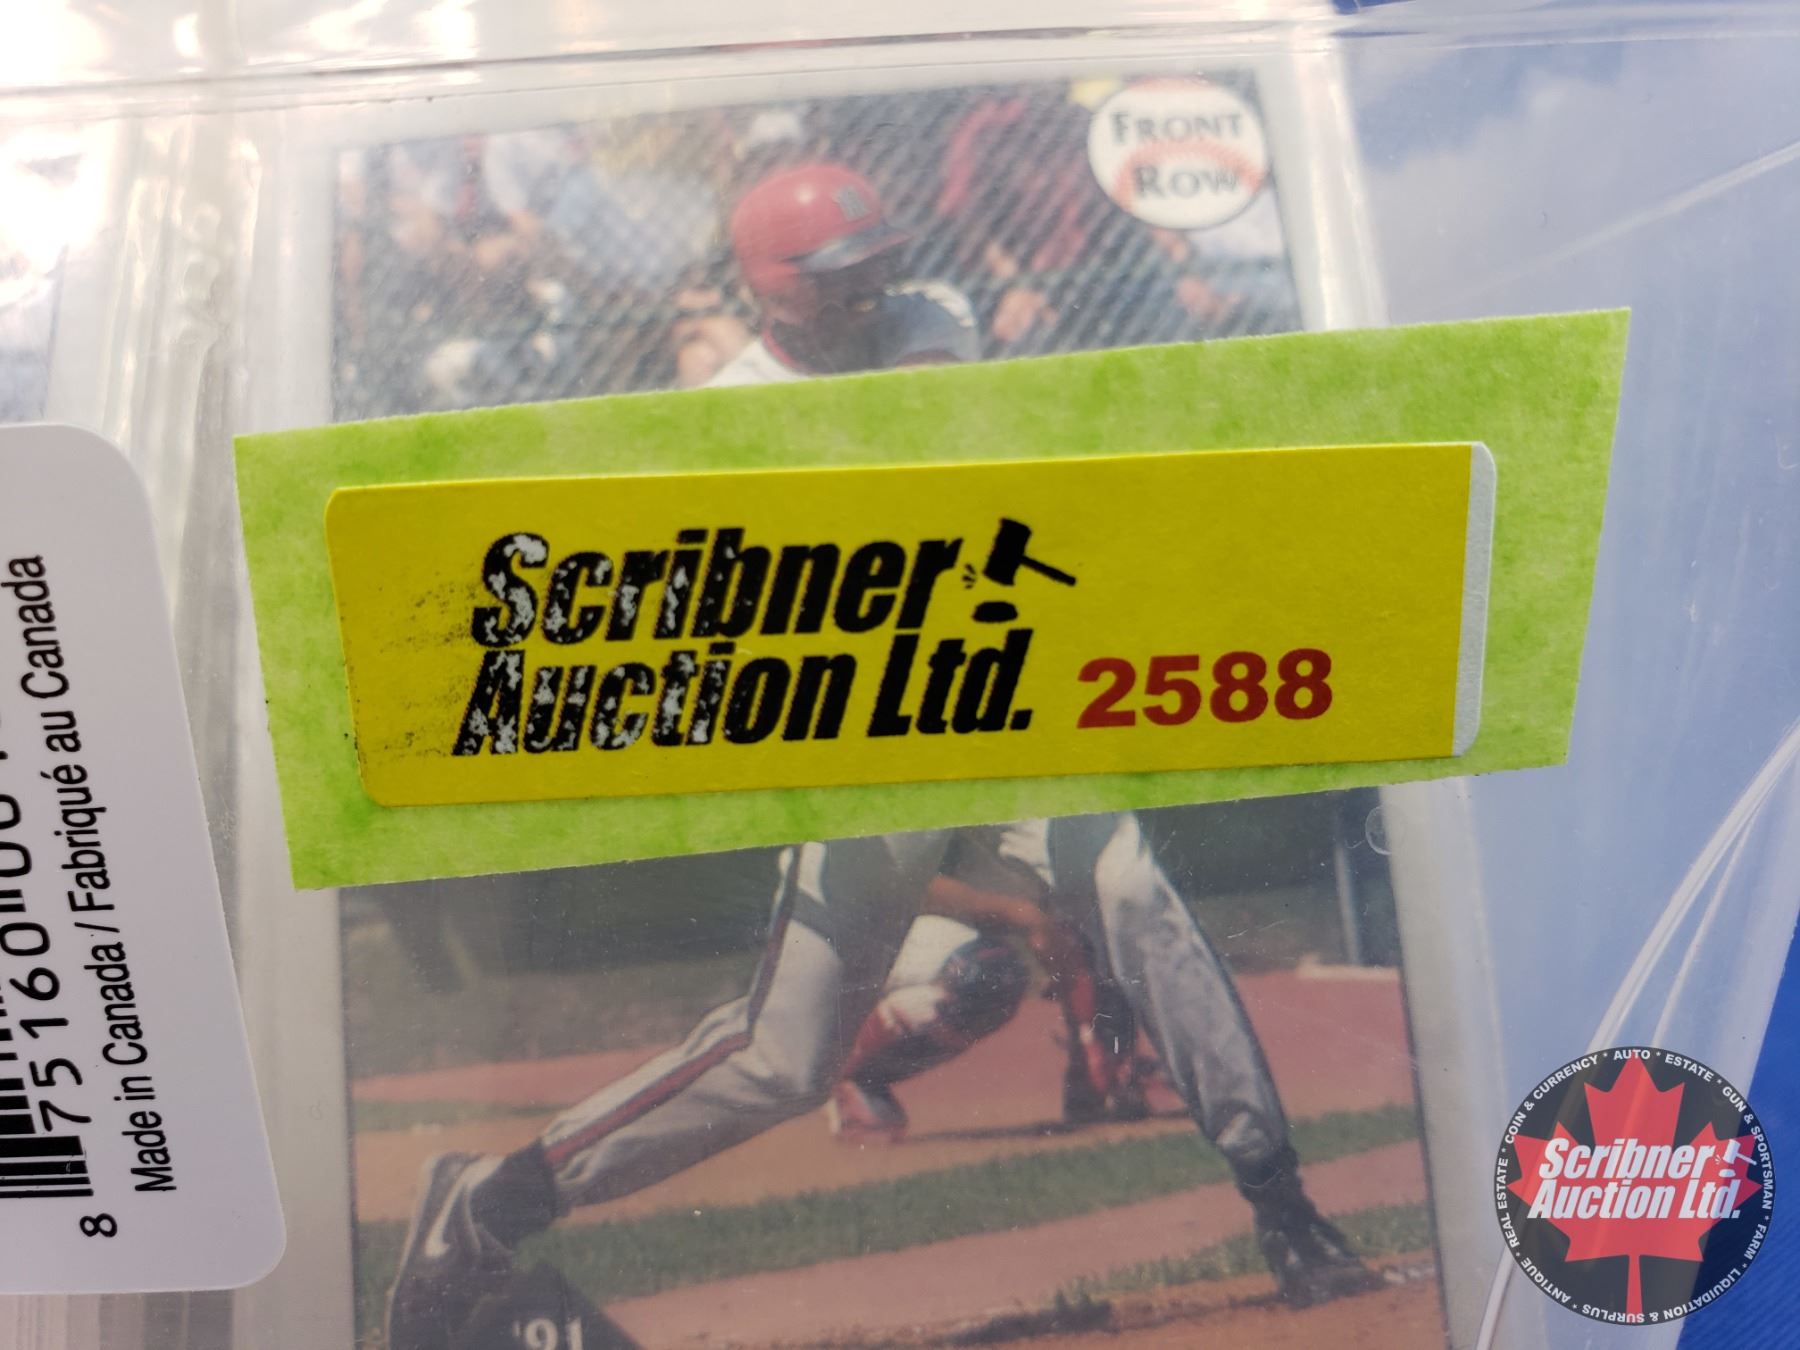 FRONT
ROW
Scribner
Auction Ltd. 2588
8 75160
Made in Canada / Fabriqué au Canada
'91
COIN & CURRENCY * AUTO * ESTATE * GUN & SPORTSMAN * FARM * LIQUIDATION & SURPLUS * ANTIQUE * REAL ESTATE *
Scribner
Auction Ltd.